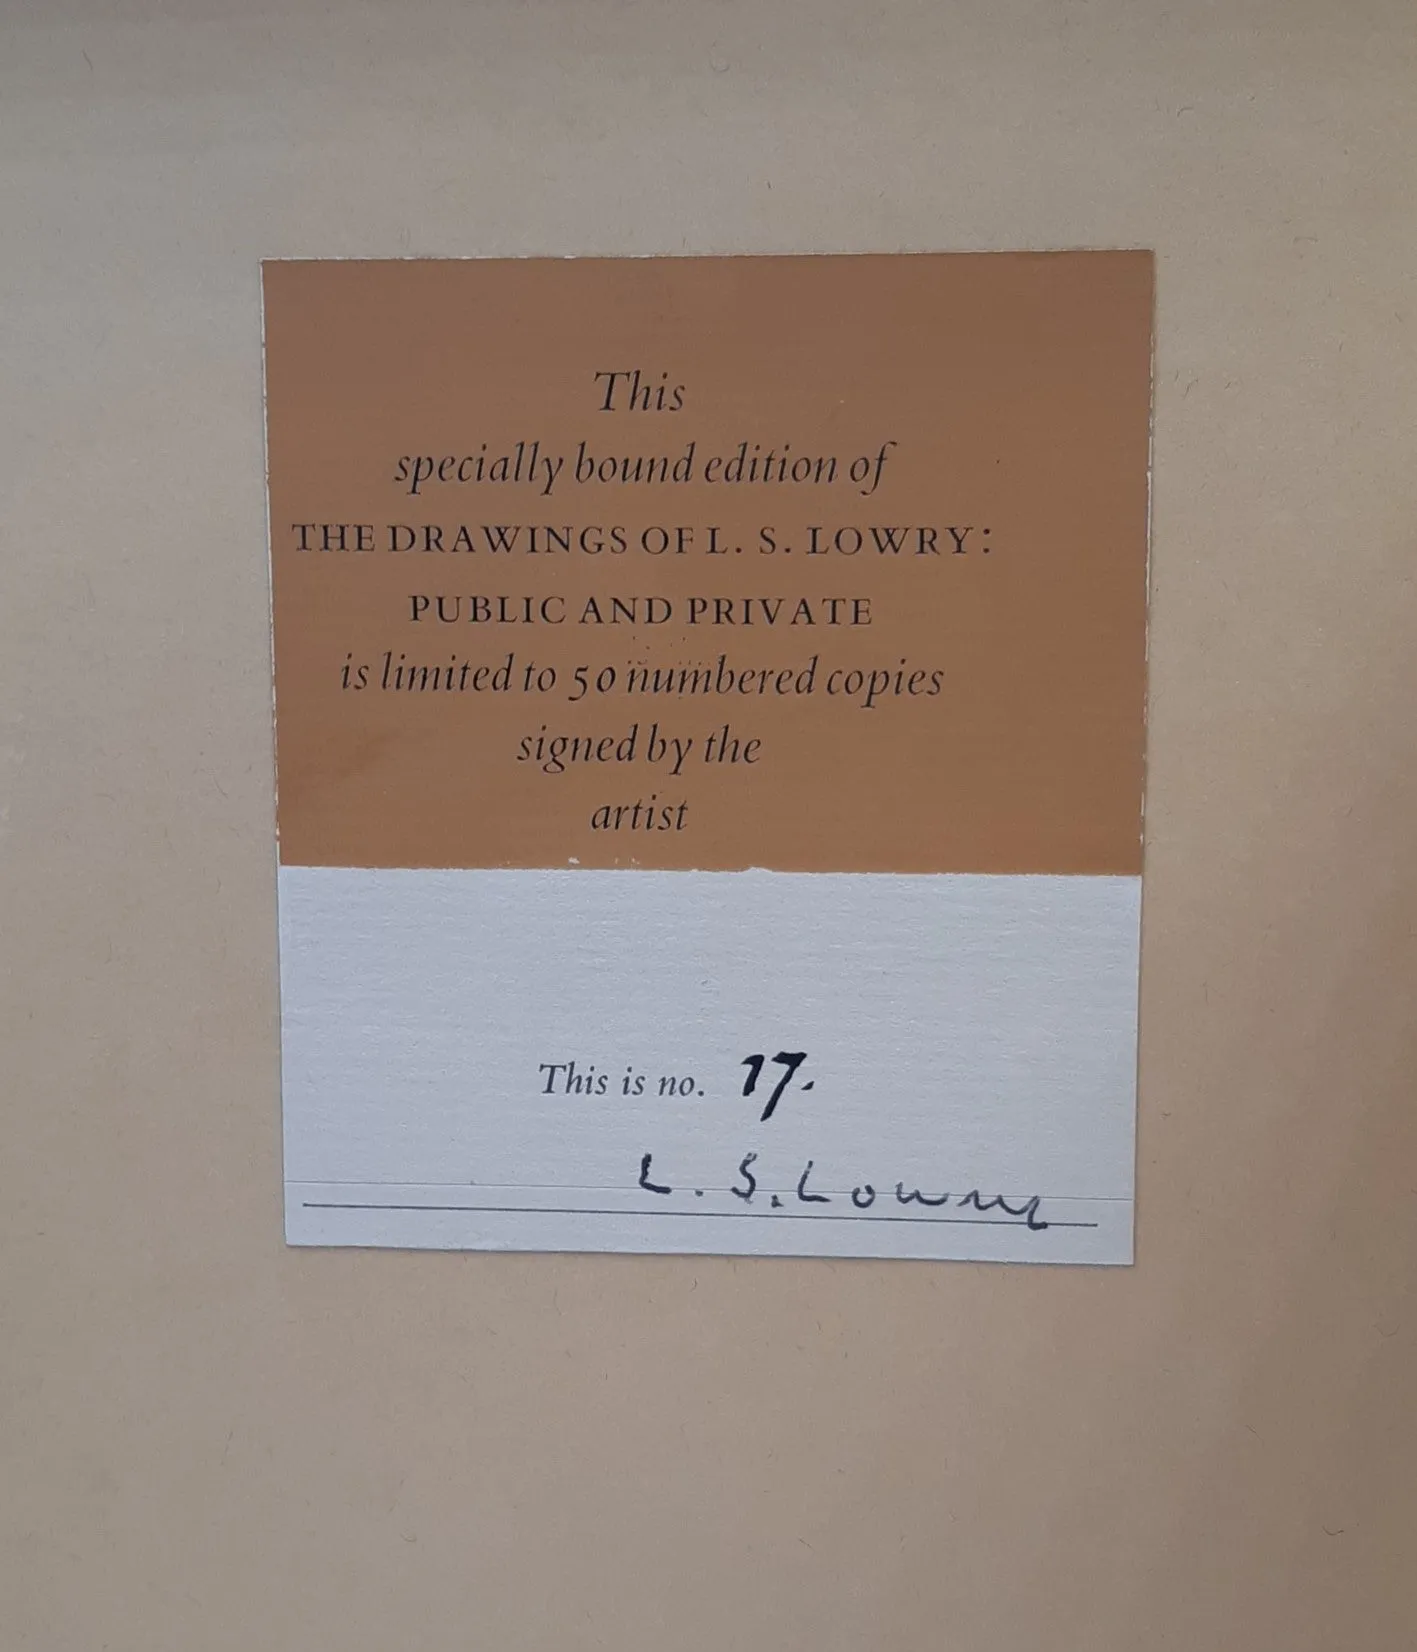 This
specially bound edition of
THE DRAWINGS OF L. S. LOWRY:
PUBLIC AND PRIVATE
is limited to 50 numbered copies
signed by the
artist
This is no. 17.
L. S. Lowry